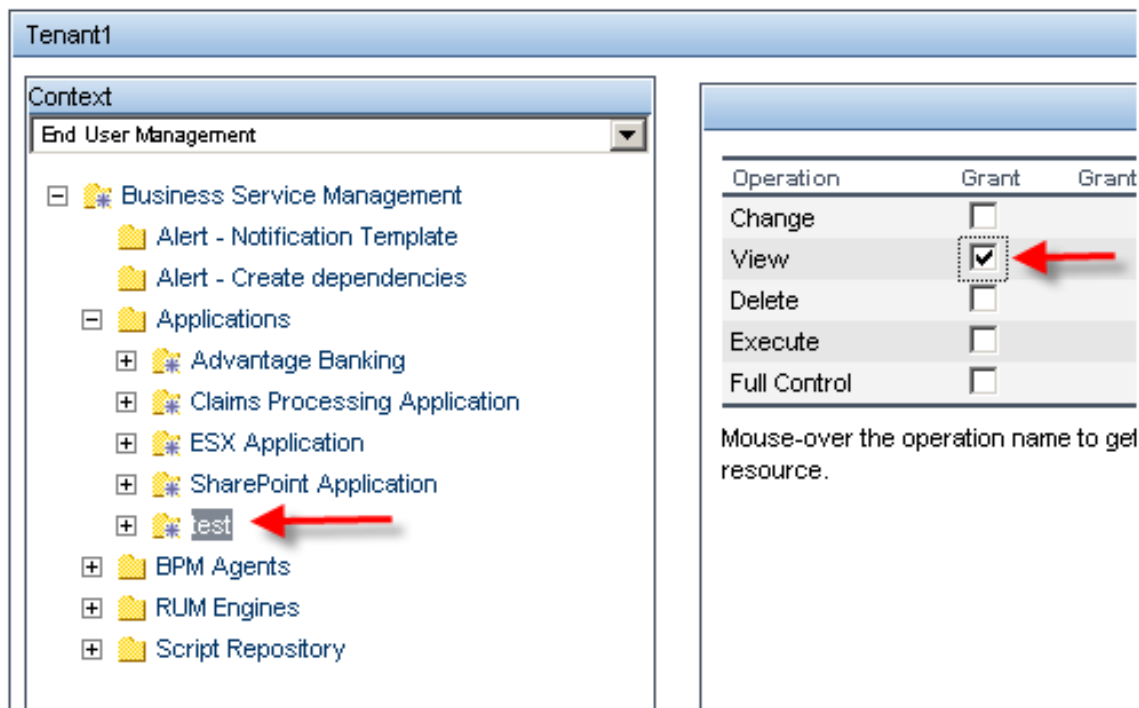 Tenant1
Context
End User Management
Business Service Management
Alert - Notification Template
Alert - Create dependencies
Applications
Advantage Banking
Claims Processing Application
ESX Application
SharePoint Application
test
BPM Agents
RUM Engines
Script Repository
Operation Grant Grant
Change
View
Delete
Execute
Full Control
Mouse-over the operation name to get
resource.